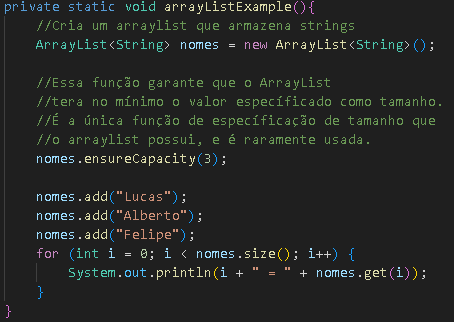 private static void arrayListExample(){
//Cria um arraylist que armazena strings
ArrayList<String> nomes = new ArrayList<String>();
//Essa função garante que o ArrayList
//tera no mínimo o valor específicado como tamanho.
//É a única função de específicação de tamanho que
//o arraylist possui, e é raramente usada.
nomes.ensureCapacity(3);
nomes.add("Lucas");
nomes.add("Alberto");
nomes.add("Felipe");
for (int i = 0; i < nomes.size(); i++) {
System.out.println(i + " = " + nomes.get(i));
}
}